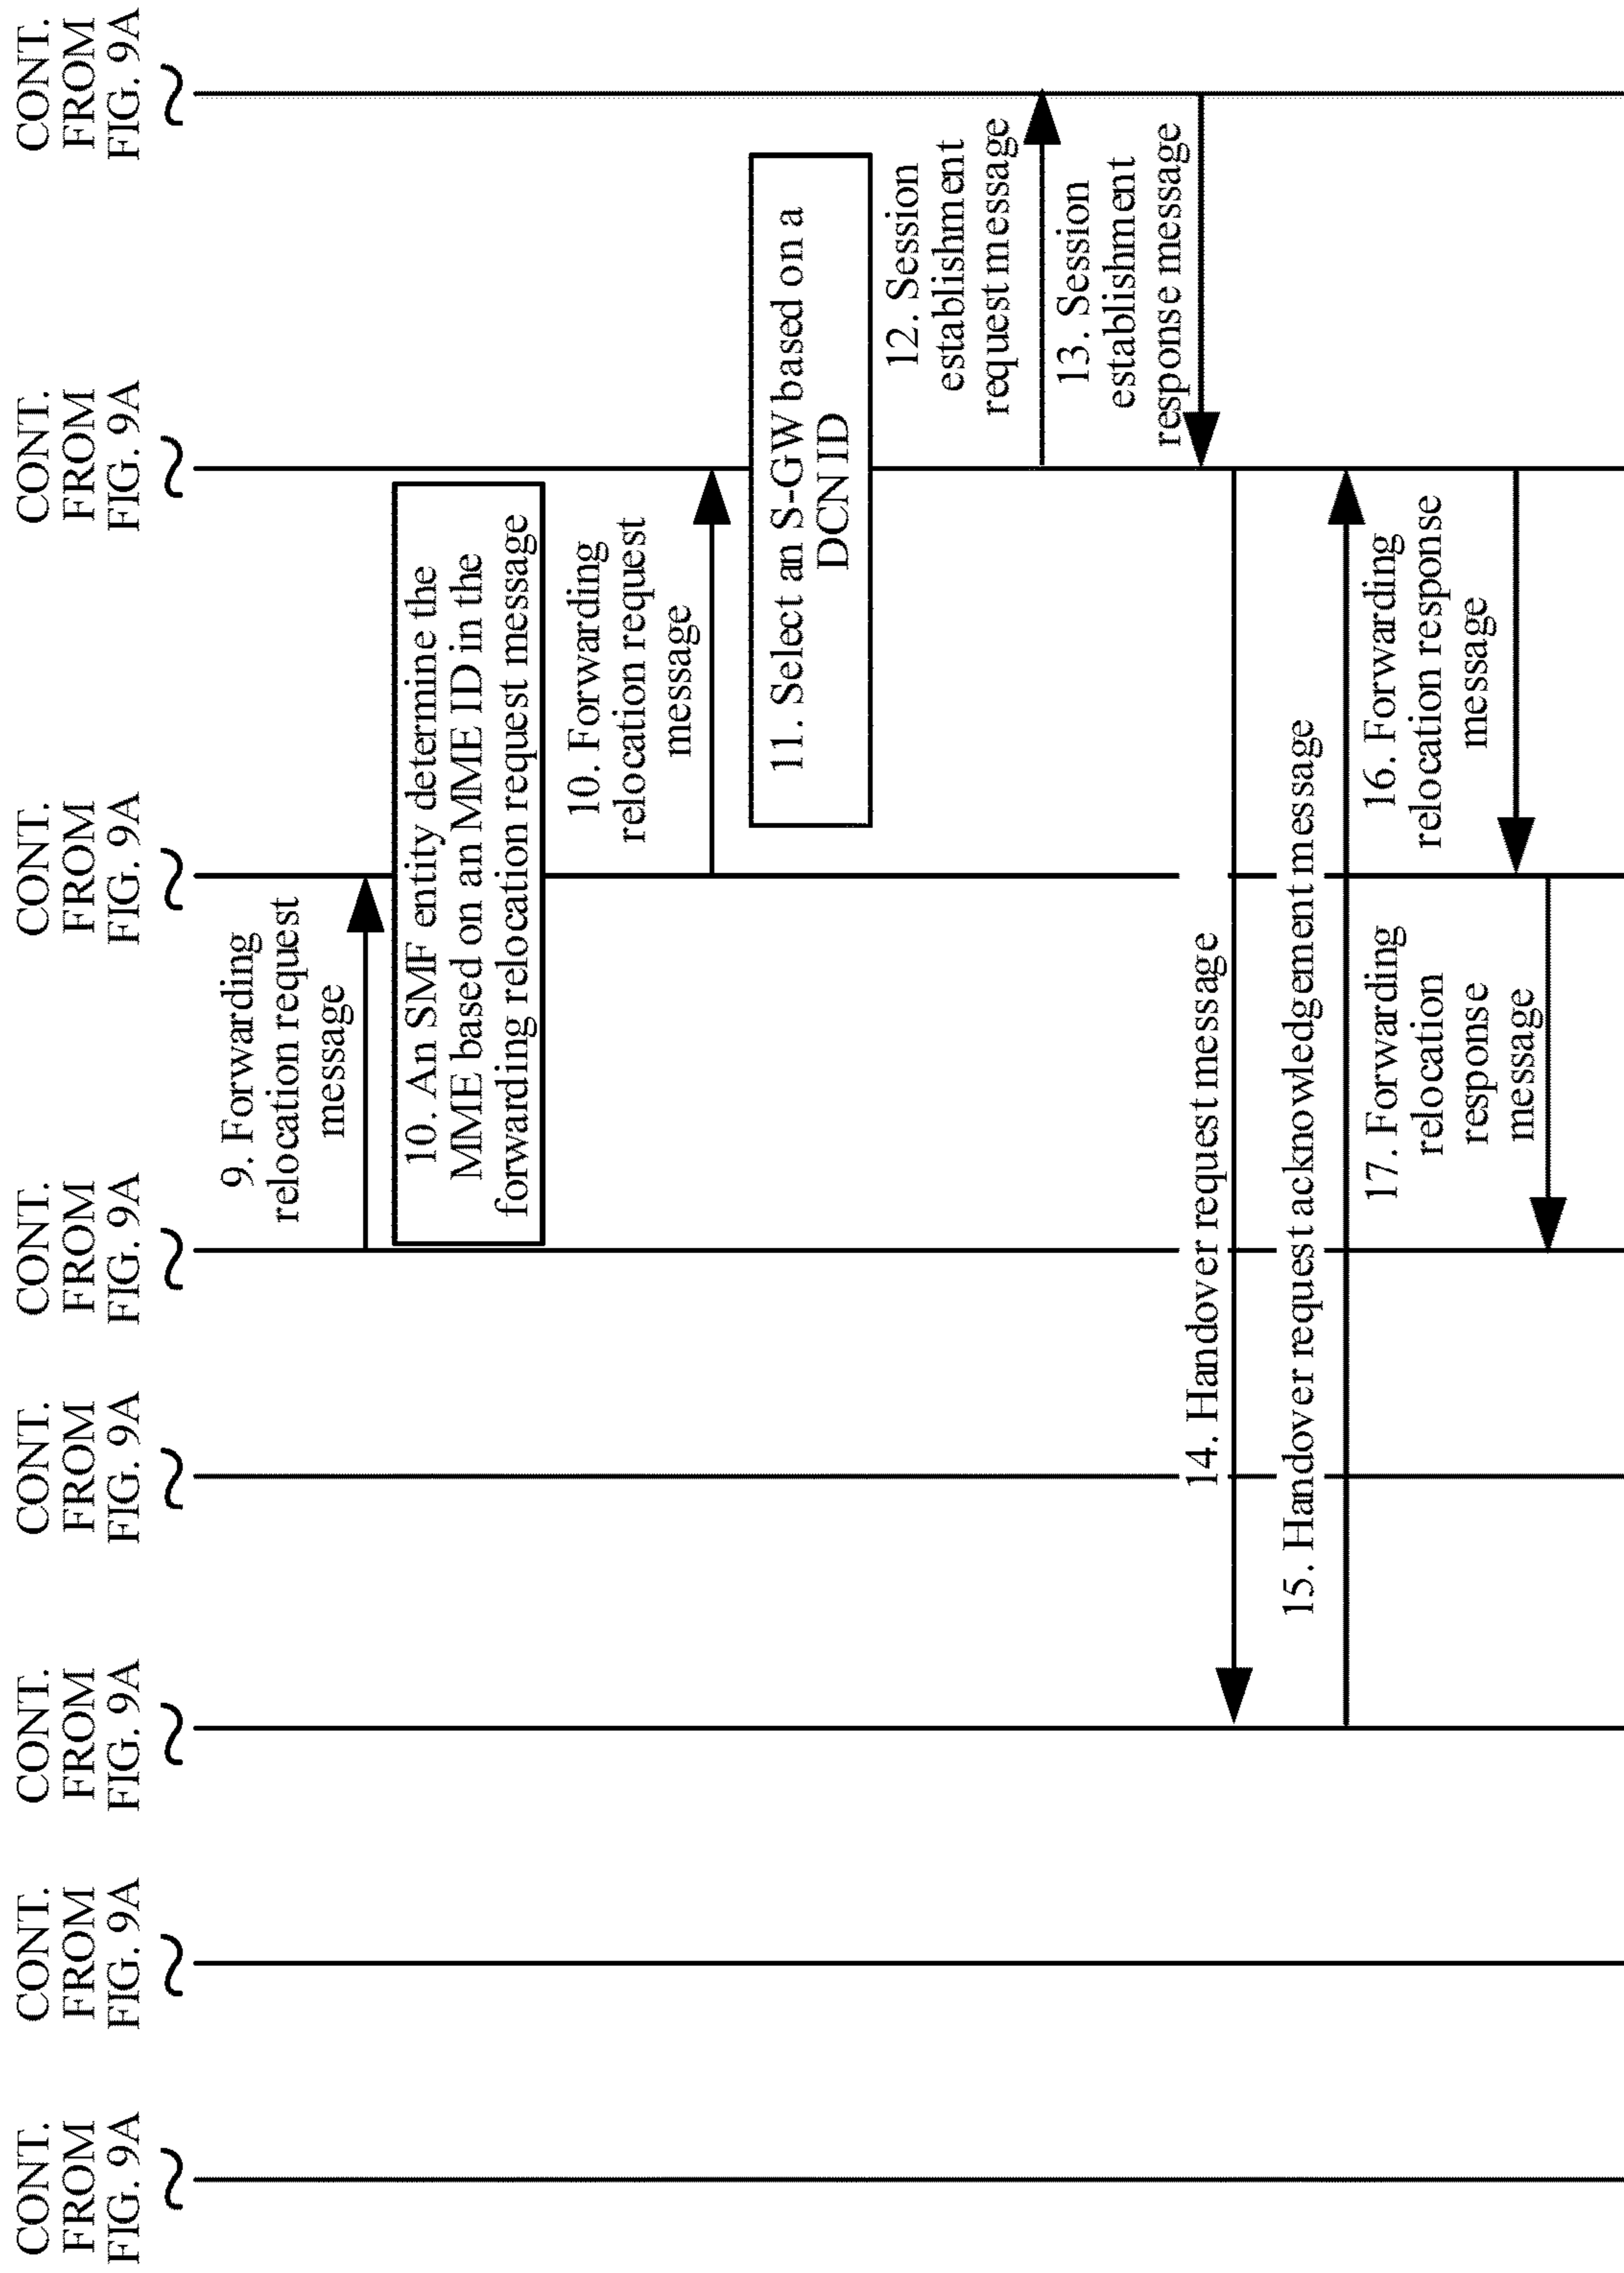 CONT.
FROM
FIG. 9A
CONT.
FROM
FIG. 9A
CONT.
FROM
FIG. 9A
CONT.
FROM
FIG. 9A
CONT.
FROM
FIG. 9A
CONT.
FROM
FIG. 9A
CONT.
FROM
FIG. 9A
CONT.
FROM
FIG. 9A
9. Forwarding
relocation request
message
10. An SMF entity determine the
MME based on an MME ID in the
forwarding relocation request message
10. Forwarding
relocation request
message
11. Select an S-GW based on a
DCN ID
12. Session
establishment
request message
13. Session
establishment
response message
14. Handover request message
15. Handover request acknowledgement message
16. Forwarding
relocation response
message
17. Forwarding
relocation
response
message